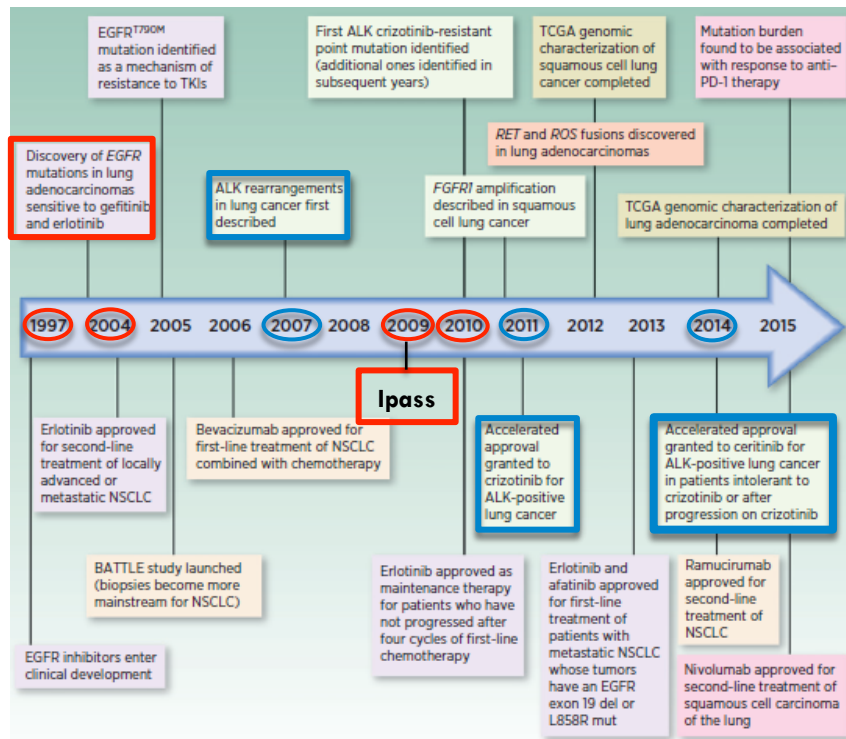 EGFRT790M
mutation identified
as a mechanism of
resistance to TKIs
First ALK crizotinib-resistant
point mutation identified
(additional ones identified in
subsequent years)
TCGA genomic
characterization of
squamous cell lung
cancer completed
Mutation burden
found to be associated
with response to anti–
PD-1 therapy
Discovery of EGFR
mutations in lung
adenocarcinomas
sensitive to gefitinib
and erlotinib
ALK rearrangements
in lung cancer first
described
RET and ROS fusions discovered
in lung adenocarcinomas
FGFR1 amplification
described in squamous
cell lung cancer
TCGA genomic characterization of
lung adenocarcinoma completed
1997 2004 2005 2006 2007 2008 2009 2010 2011 2012 2013 2014 2015
Ipass
Erlotinib approved
for second-line
treatment of locally
advanced or
metastatic NSCLC
Bevacizumab approved for
first-line treatment of NSCLC
combined with chemotherapy
Accelerated
approval
granted to
crizotinib for
ALK-positive
lung cancer
Accelerated approval
granted to ceritinib for
ALK-positive lung cancer
in patients intolerant to
crizotinib or after
progression on crizotinib
BATTLE study launched
(biopsies become more
mainstream for NSCLC)
Erlotinib approved as
maintenance therapy
for patients who have
not progressed after
four cycles of first-line
chemotherapy
Erlotinib and
afatinib approved
for first-line
treatment of
patients with
metastatic NSCLC
whose tumors
have an EGFR
exon 19 del or
L858R mut
Ramucirumab
approved for
second-line
treatment of
NSCLC
EGFR inhibitors enter
clinical development
Nivolumab approved for
second-line treatment of
squamous cell carcinoma
of the lung